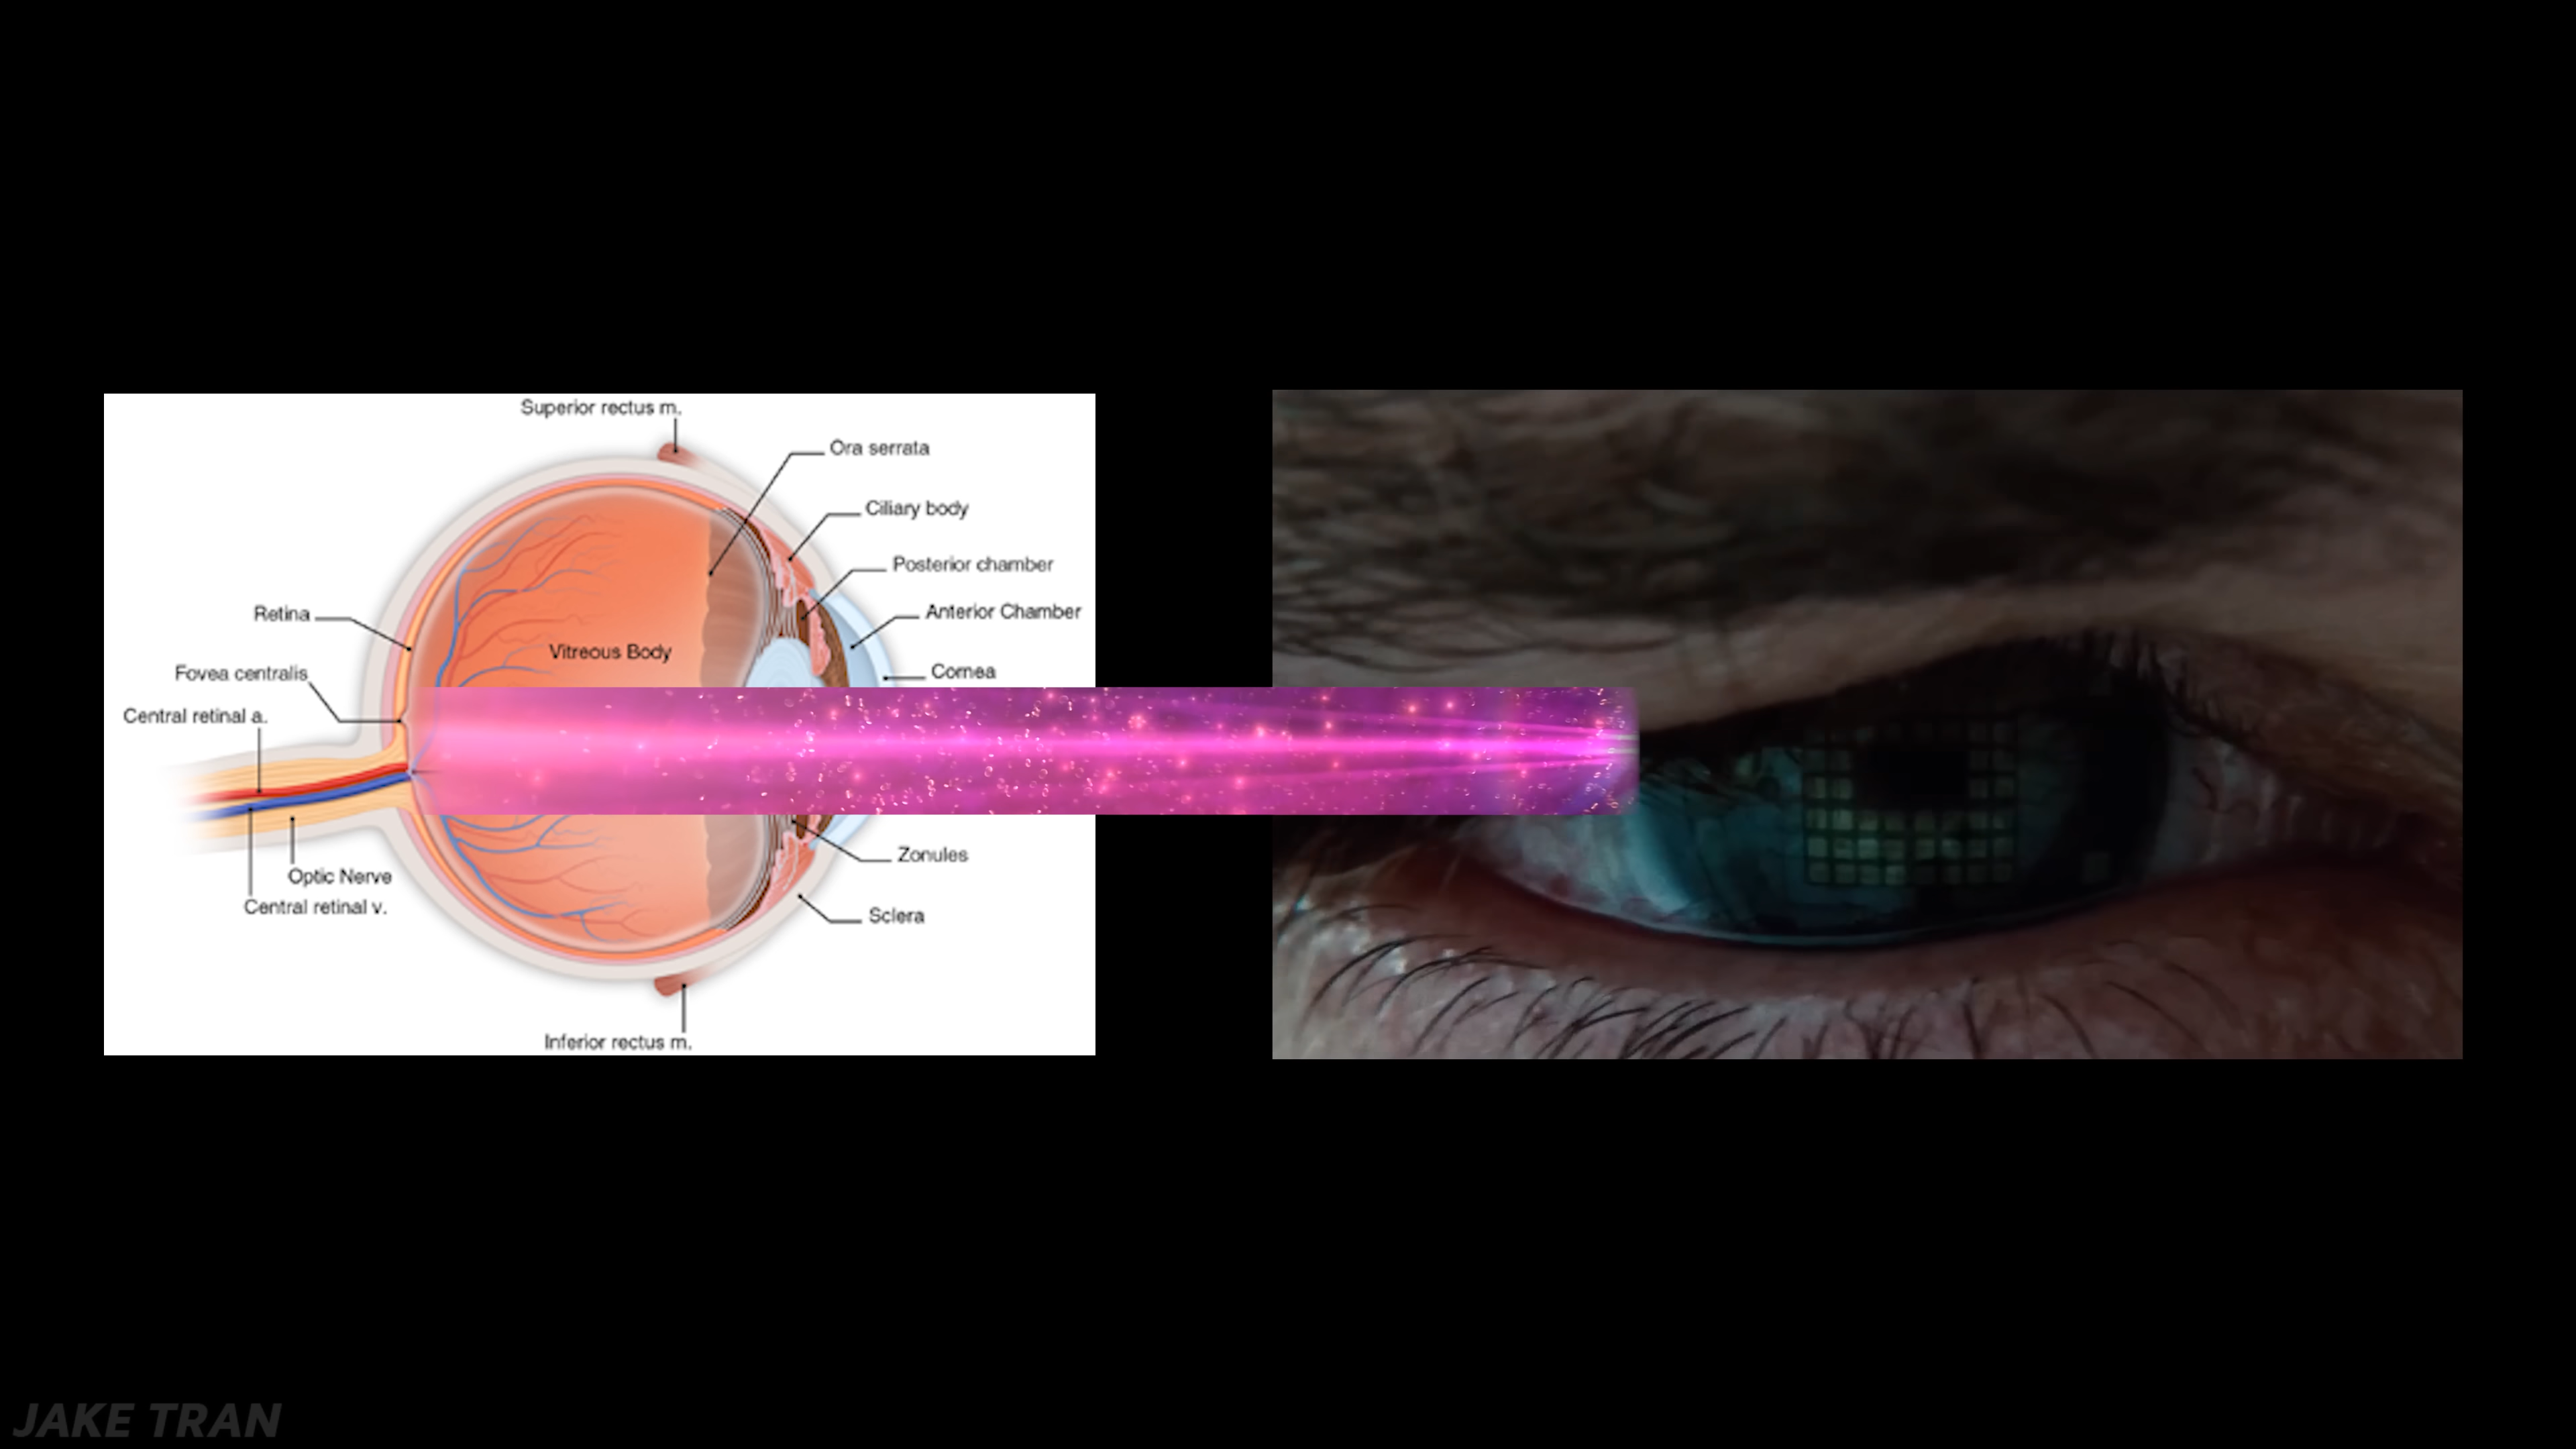 Superior rectus m.
Ora serrata
Ciliary body
Posterior chamber
Anterior Chamber
Cornea
Retina
Vitreous Body
Fovea centralis
Central retinal a.
Zonules
Optic Nerve
Central retinal v.
Sclera
Inferior rectus m.
JAKE TRAN